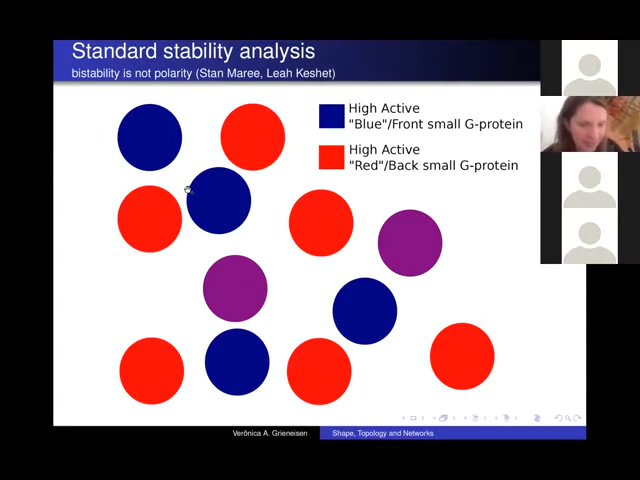 Standard stability analysis
bistability is not polarity (Stan Maree, Leah Keshet)
High Active
"Blue"/Front small G-protein
High Active
"Red"/Back small G-protein
Verônica A. Grieneisen
Shape, Topology and Networks